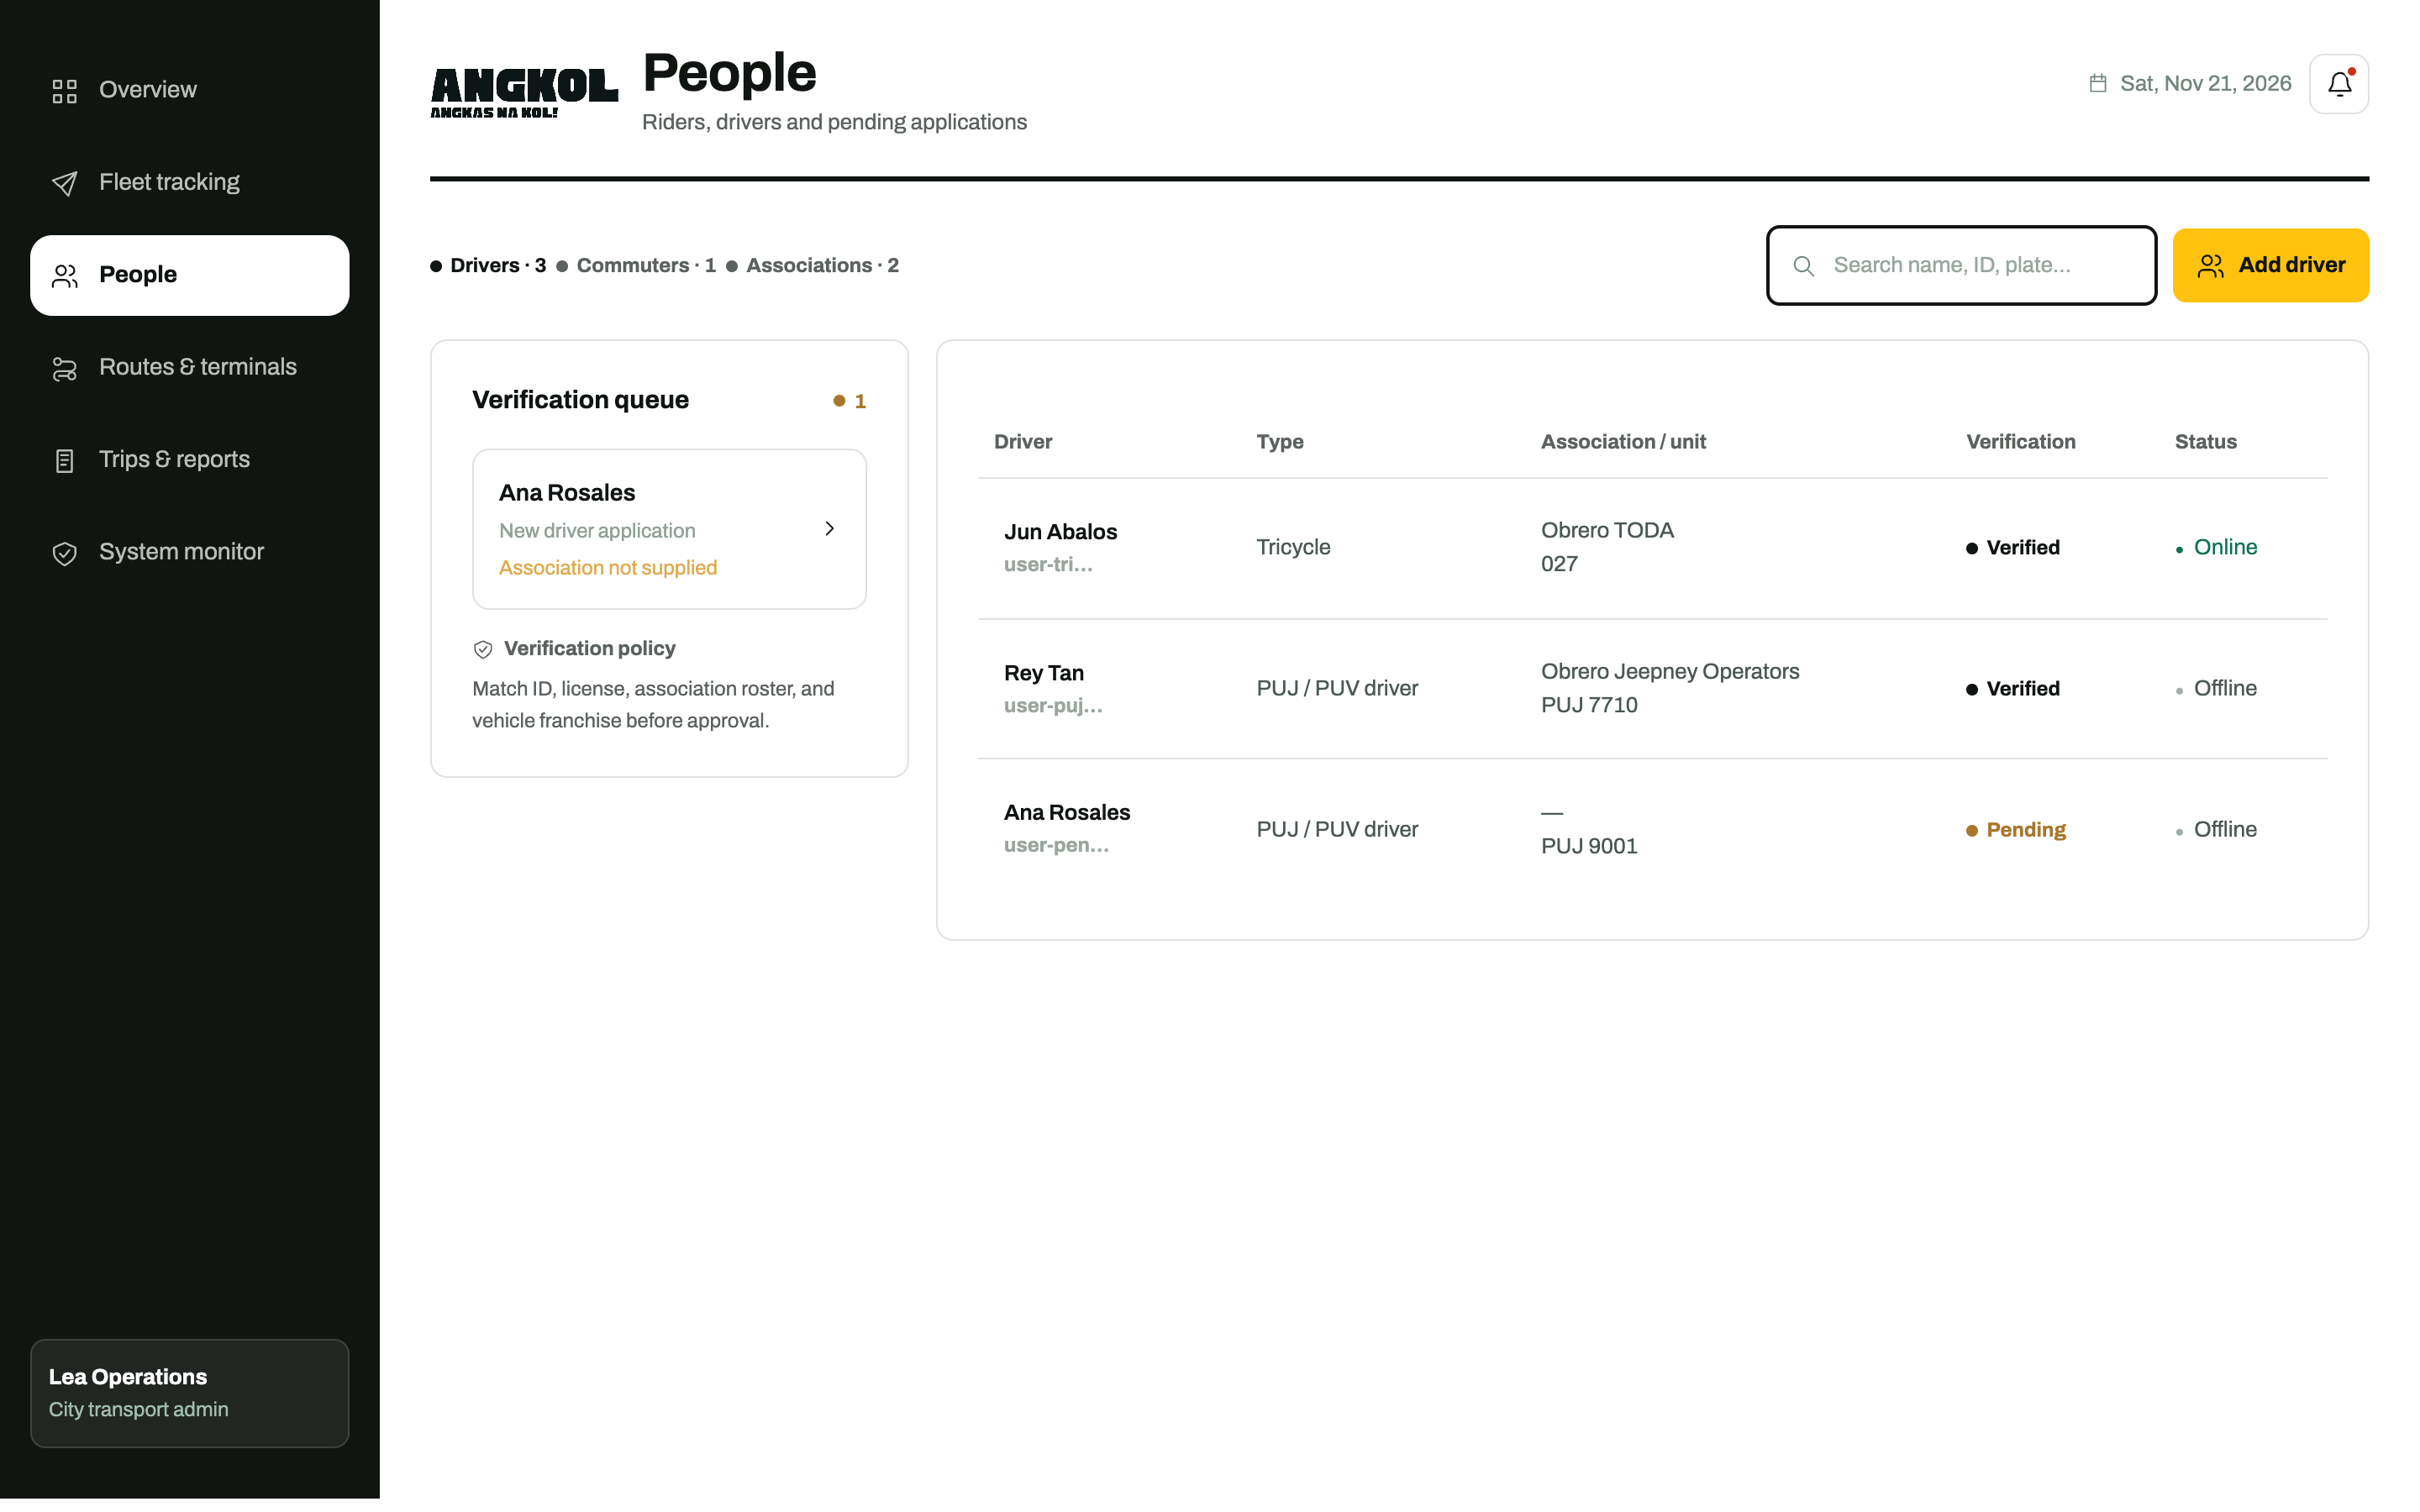 Overview
Fleet tracking
People
Routes & terminals
Trips & reports
System monitor
Lea Operations
City transport admin
ANGKOL
ANGKAS NA KOL!
People
Riders, drivers and pending applications
Sat, Nov 21, 2026
Drivers · 3 Commuters · 1 Associations · 2
Search name, ID, plate...
Add driver
Verification queue
1
Ana Rosales
New driver application
Association not supplied
Verification policy
Match ID, license, association roster, and
vehicle franchise before approval.
Driver Type Association / unit Verification Status
Jun Abalos
user-tri...
Tricycle
Obrero TODA
027
Verified
Online
Rey Tan
user-puj...
PUJ / PUV driver
Obrero Jeepney Operators
PUJ 7710
Verified
Offline
Ana Rosales
user-pen...
PUJ / PUV driver
—
PUJ 9001
Pending
Offline